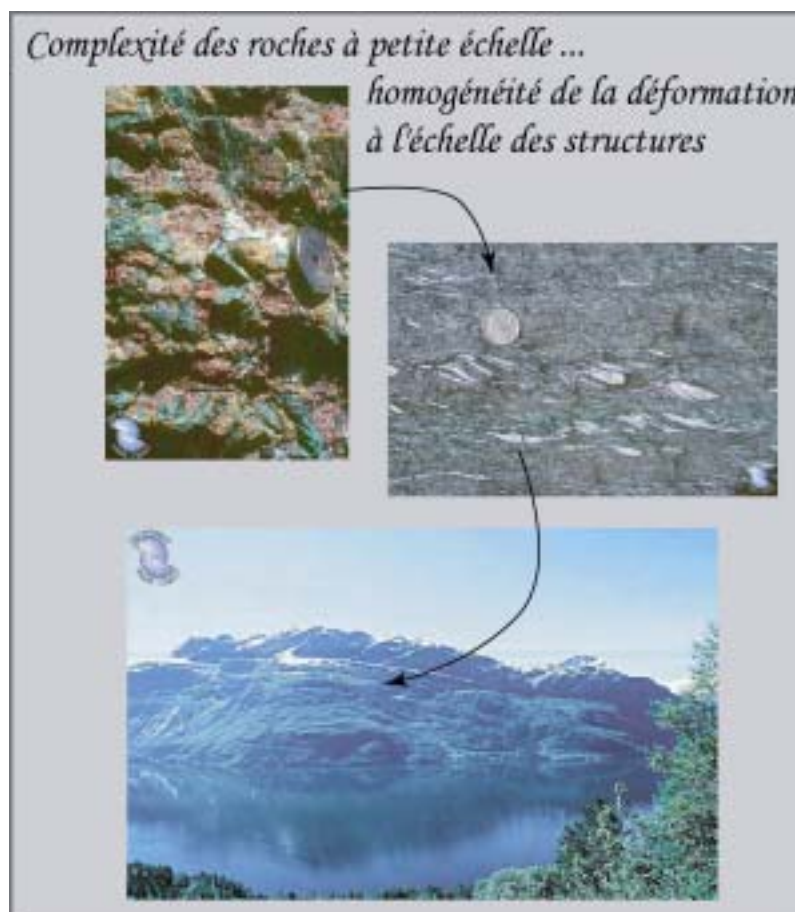 Complexité des roches à petite échelle ...
homogénéité de la déformation
à l'échelle des structures